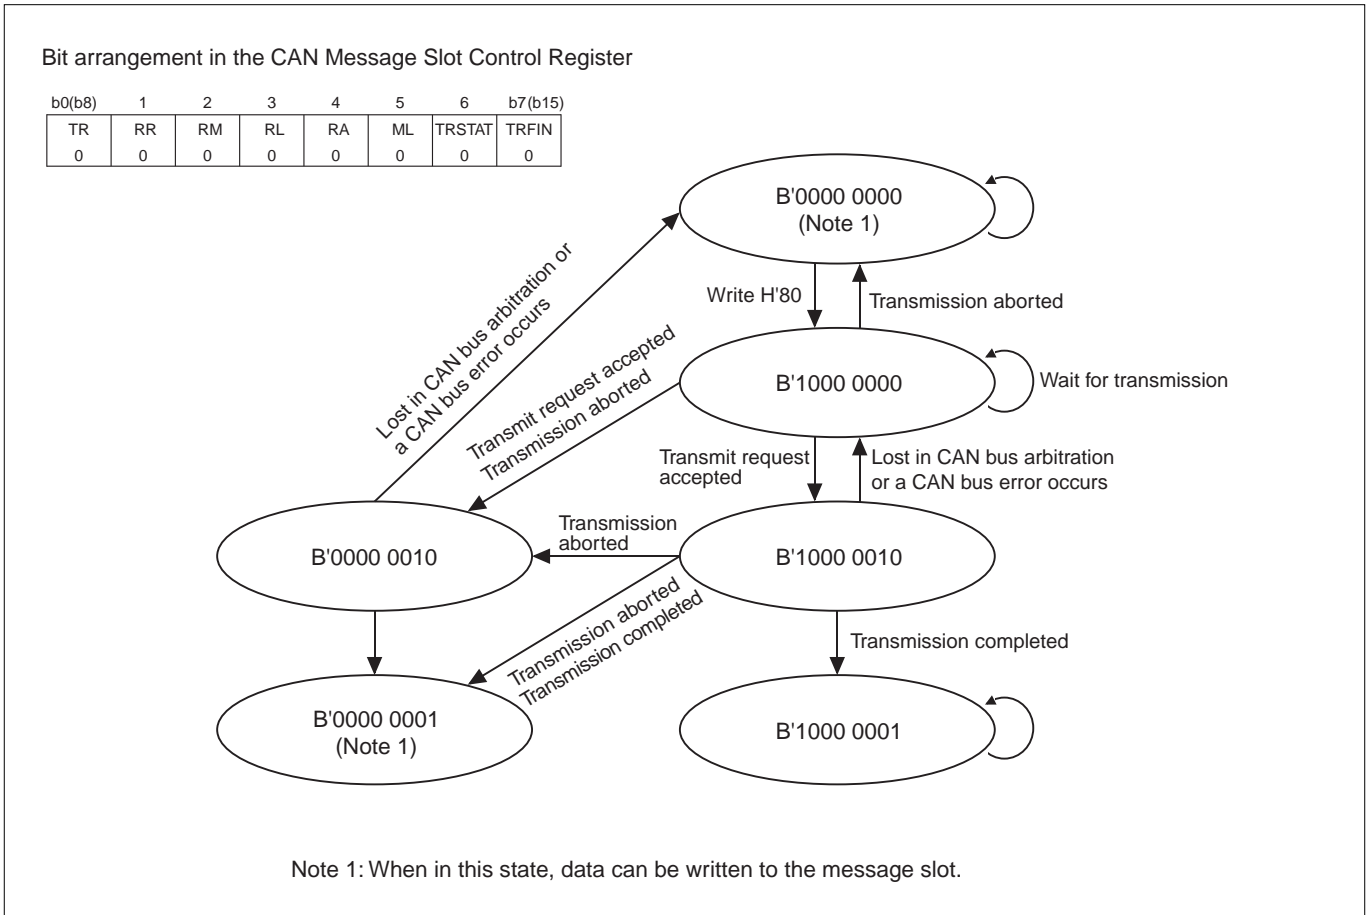 Bit arrangement in the CAN Message Slot Control Register
b0(b8) 1 2 3 4 5 6 b7(b15)
TR RR RM RL RA ML TRSTAT TRFIN
0 0 0 0 0 0 0 0
B'0000 0000
(Note 1)
Lost in CAN bus arbitration or
a CAN bus error occurs
Write H'80
Transmission aborted
B'1000 0000
Wait for transmission
Transmit request accepted
Transmission aborted
Transmit request
accepted
Lost in CAN bus arbitration
or a CAN bus error occurs
B'0000 0010
Transmission
aborted
B'1000 0010
Transmission aborted
Transmission completed
Transmission completed
B'0000 0001
(Note 1)
B'1000 0001
Note 1: When in this state, data can be written to the message slot.